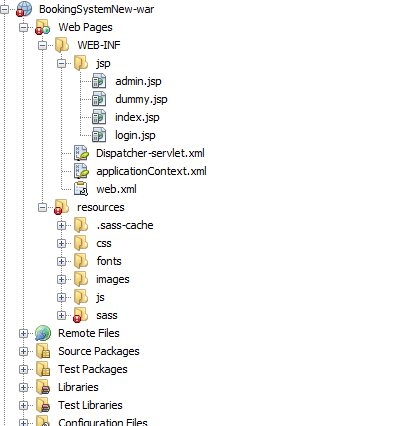 BookingSystemNew-war
Web Pages
WEB-INF
jsp
admin.jsp
dummy.jsp
index.jsp
login.jsp
Dispatcher-servlet.xml
applicationContext.xml
web.xml
resources
.sass-cache
css
fonts
images
js
sass
Remote Files
Source Packages
Test Packages
Libraries
Test Libraries
Configuration Files